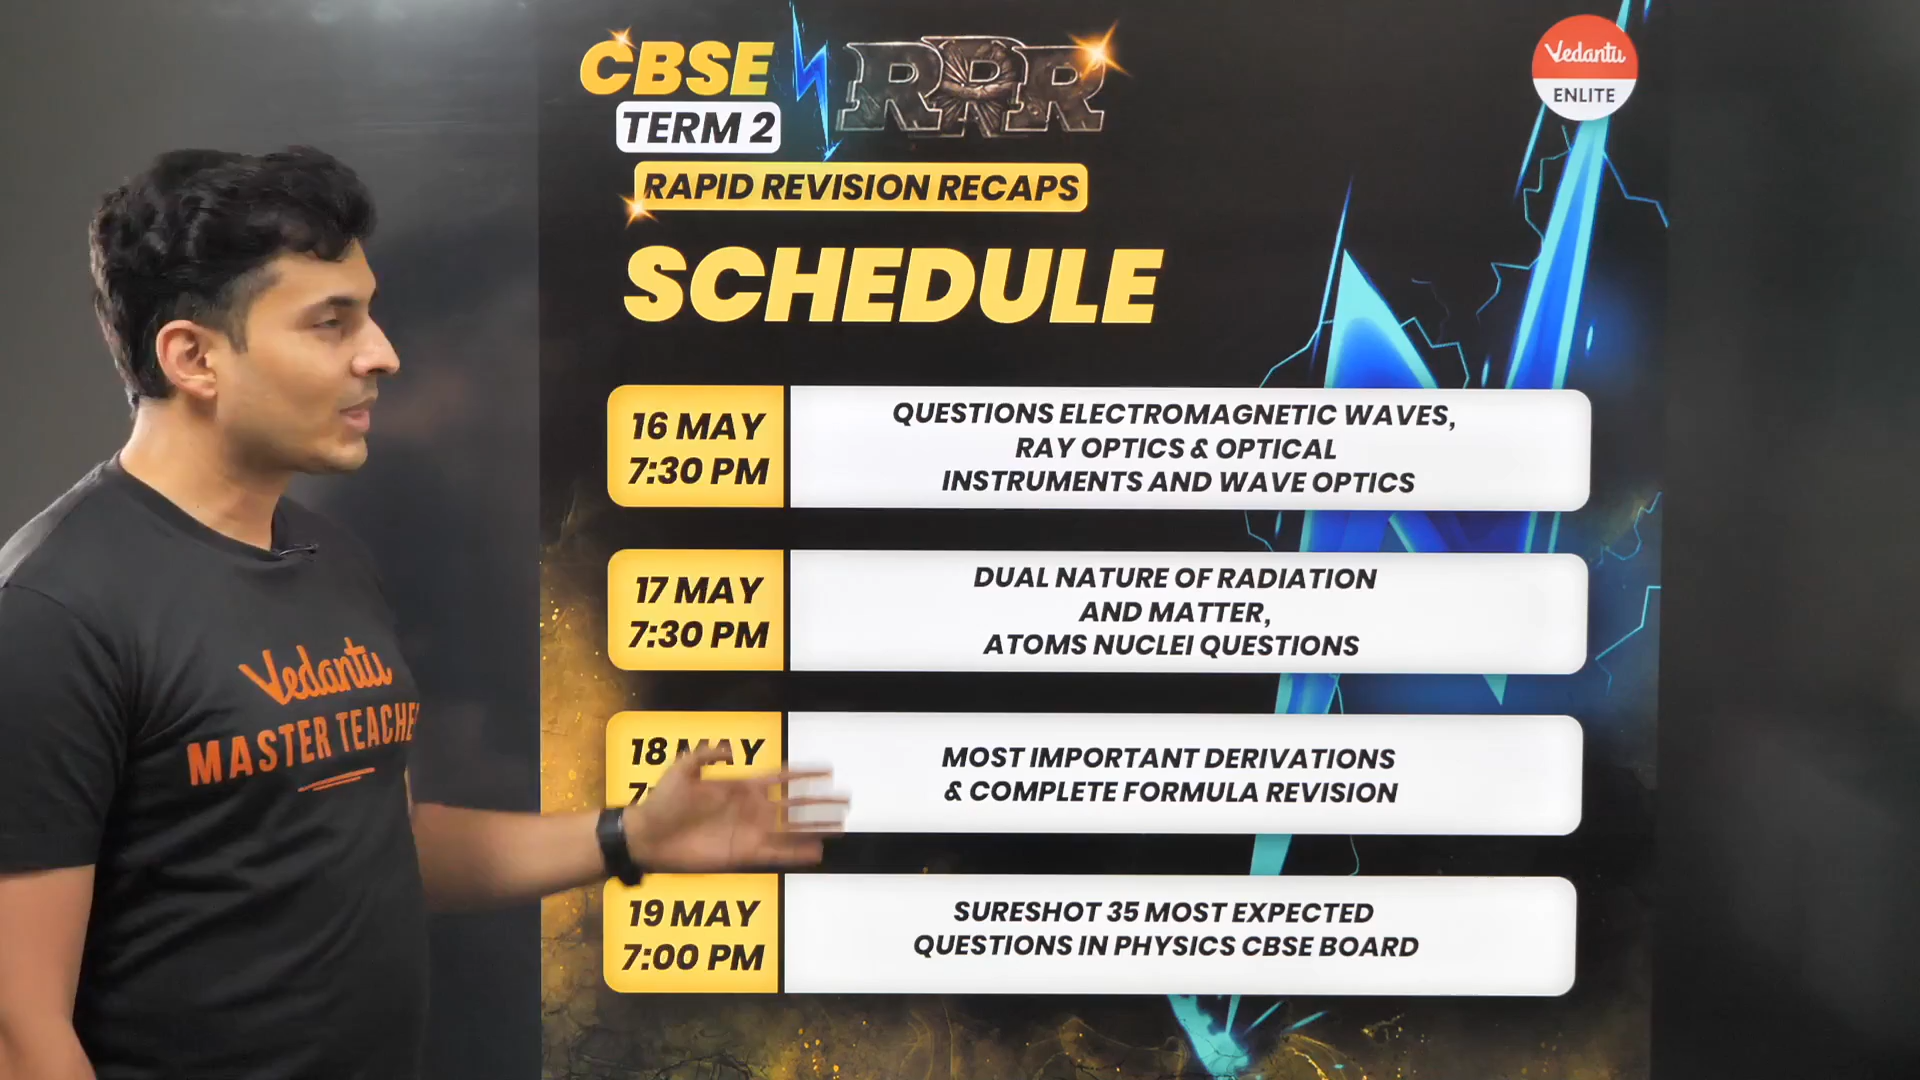 CBSE
RRR
TERM 2
RAPID REVISION RECAPS
Vedantu
ENLITE
SCHEDULE
16 MAY
7:30 PM
QUESTIONS ELECTROMAGNETIC WAVES,
RAY OPTICS & OPTICAL
INSTRUMENTS AND WAVE OPTICS
17 MAY
7:30 PM
DUAL NATURE OF RADIATION
AND MATTER,
ATOMS NUCLEI QUESTIONS
18 MAY
MOST IMPORTANT DERIVATIONS
& COMPLETE FORMULA REVISION
19 MAY
7:00 PM
SURESHOT 35 MOST EXPECTED
QUESTIONS IN PHYSICS CBSE BOARD
Vedantu
MASTER TEACHE